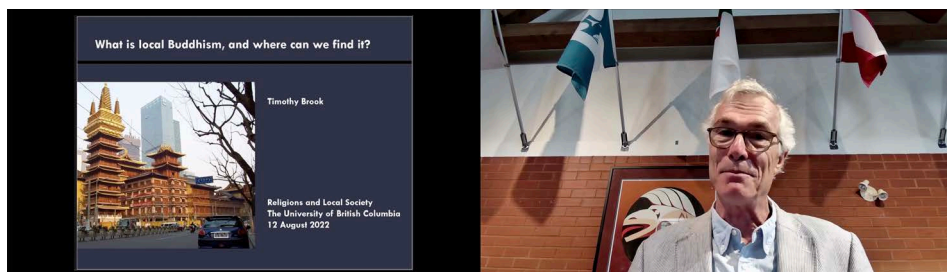 What is local Buddhism, and where can we find it?
Timothy Brook
Religions and Local Society
The University of British Columbia
12 August 2022